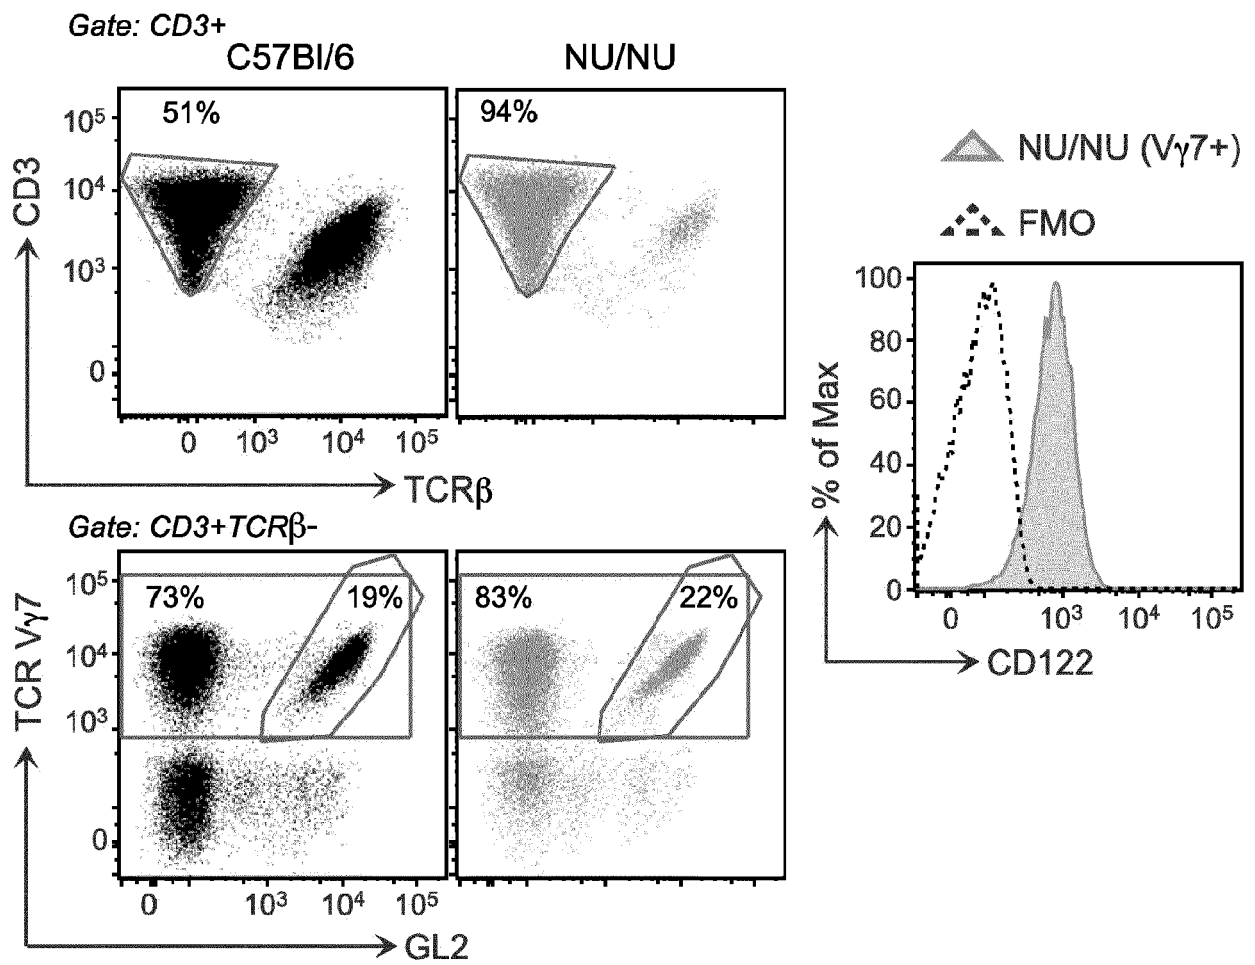 Gate: CD3+
C57Bl/6
NU/NU
51%
94%
10⁵
10⁴
10³
0
CD3
0 10³ 10⁴ 10⁵
TCRβ
Gate: CD3+TCRβ-
73%
19%
83%
22%
10⁵
10⁴
10³
0
TCR Vγ7
0 10³ 10⁴ 10⁵
GL2
NU/NU (Vγ7+)
FMO
100
80
60
40
20
0
% of Max
0 10³ 10⁴ 10⁵
CD122